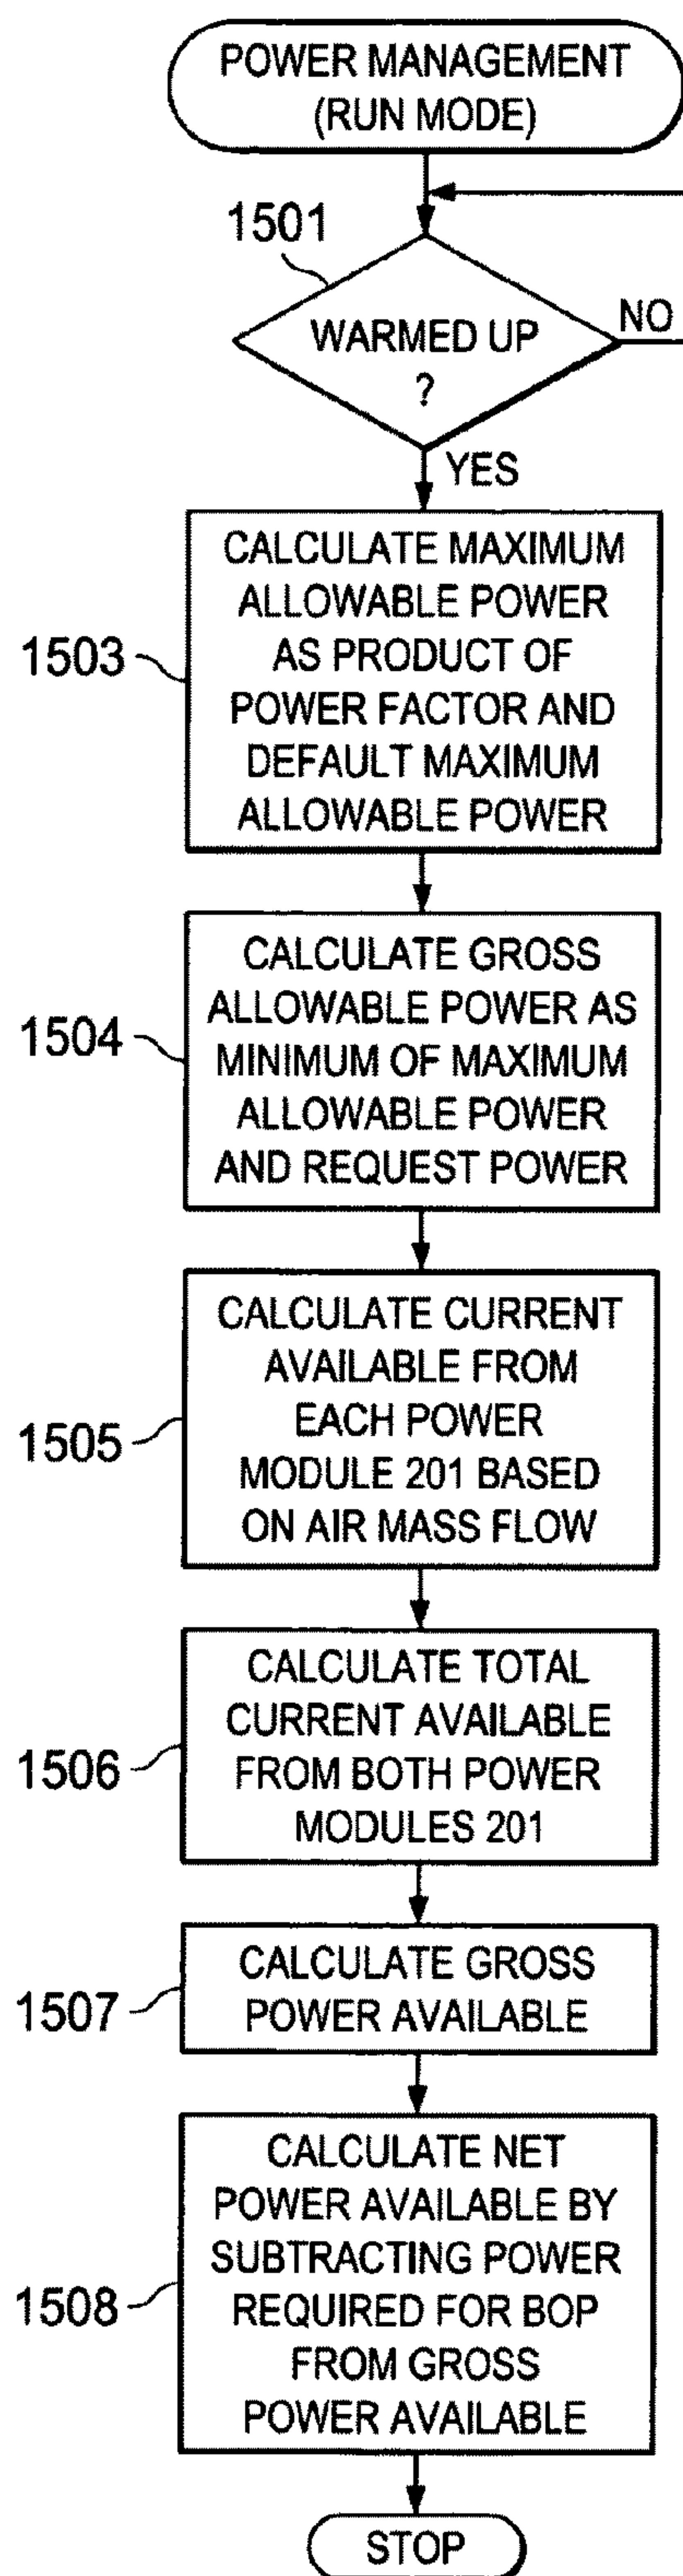 POWER MANAGEMENT
(RUN MODE)
1501
WARMED UP
?
NO
YES
1503
CALCULATE MAXIMUM
ALLOWABLE POWER
AS PRODUCT OF
POWER FACTOR AND
DEFAULT MAXIMUM
ALLOWABLE POWER
1504
CALCULATE GROSS
ALLOWABLE POWER AS
MINIMUM OF MAXIMUM
ALLOWABLE POWER
AND REQUEST POWER
1505
CALCULATE CURRENT
AVAILABLE FROM
EACH POWER
MODULE 201 BASED
ON AIR MASS FLOW
1506
CALCULATE TOTAL
CURRENT AVAILABLE
FROM BOTH POWER
MODULES 201
1507
CALCULATE GROSS
POWER AVAILABLE
1508
CALCULATE NET
POWER AVAILABLE BY
SUBTRACTING POWER
REQUIRED FOR BOP
FROM GROSS
POWER AVAILABLE
STOP